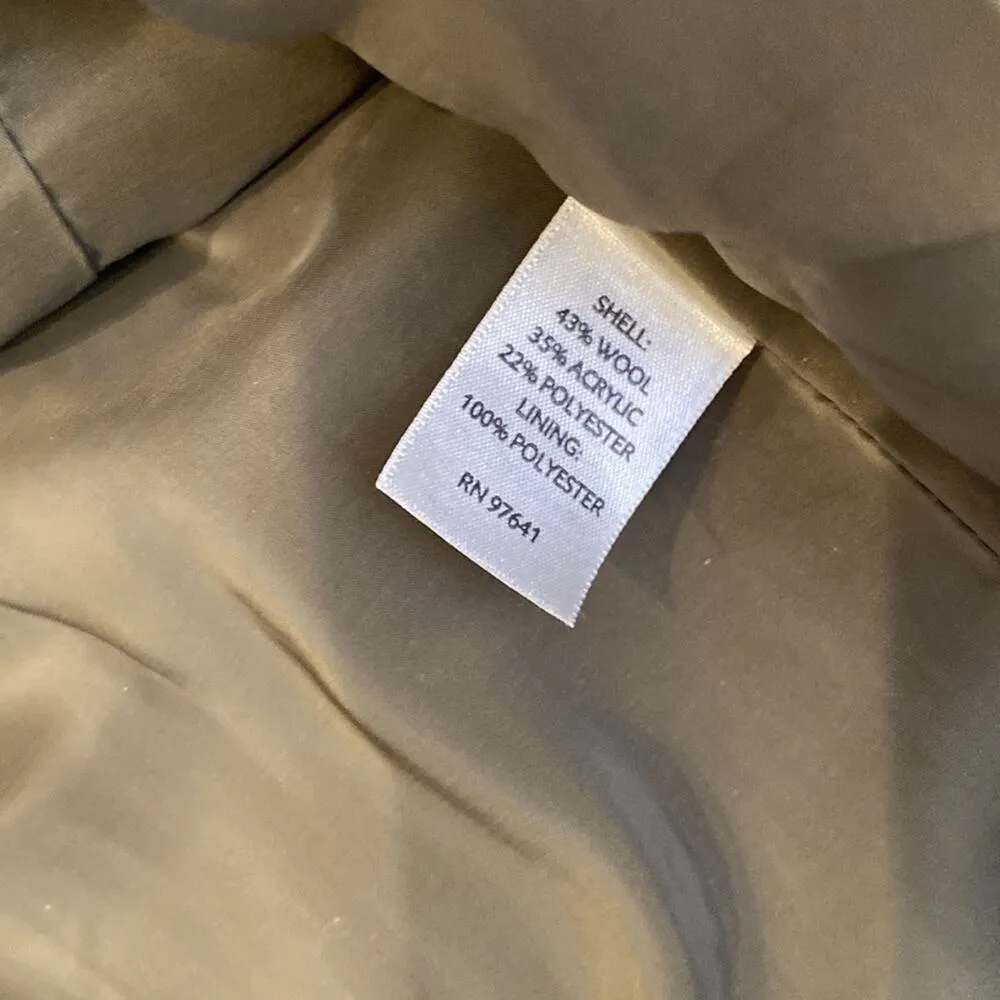 SHELL:
43% WOOL
35% ACRYLIC
22% POLYESTER
LINING:
100% POLYESTER
RN 97641